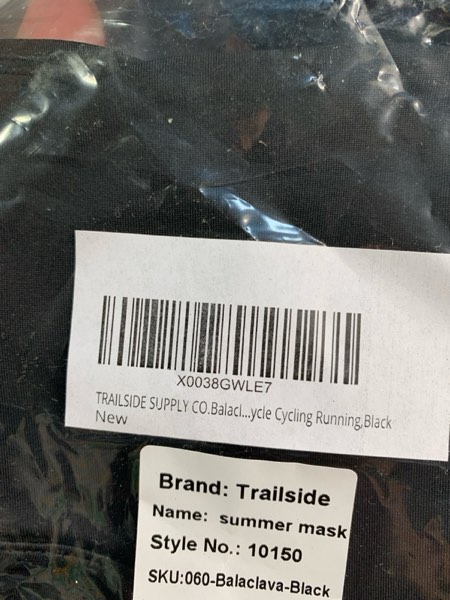 X0038GWLE7
TRAILSIDE SUPPLY CO.Balacl...ycle Cycling Running,Black
New
Brand: Trailside
Name: summer mask
Style No.: 10150
SKU:060-Balaclava-Black